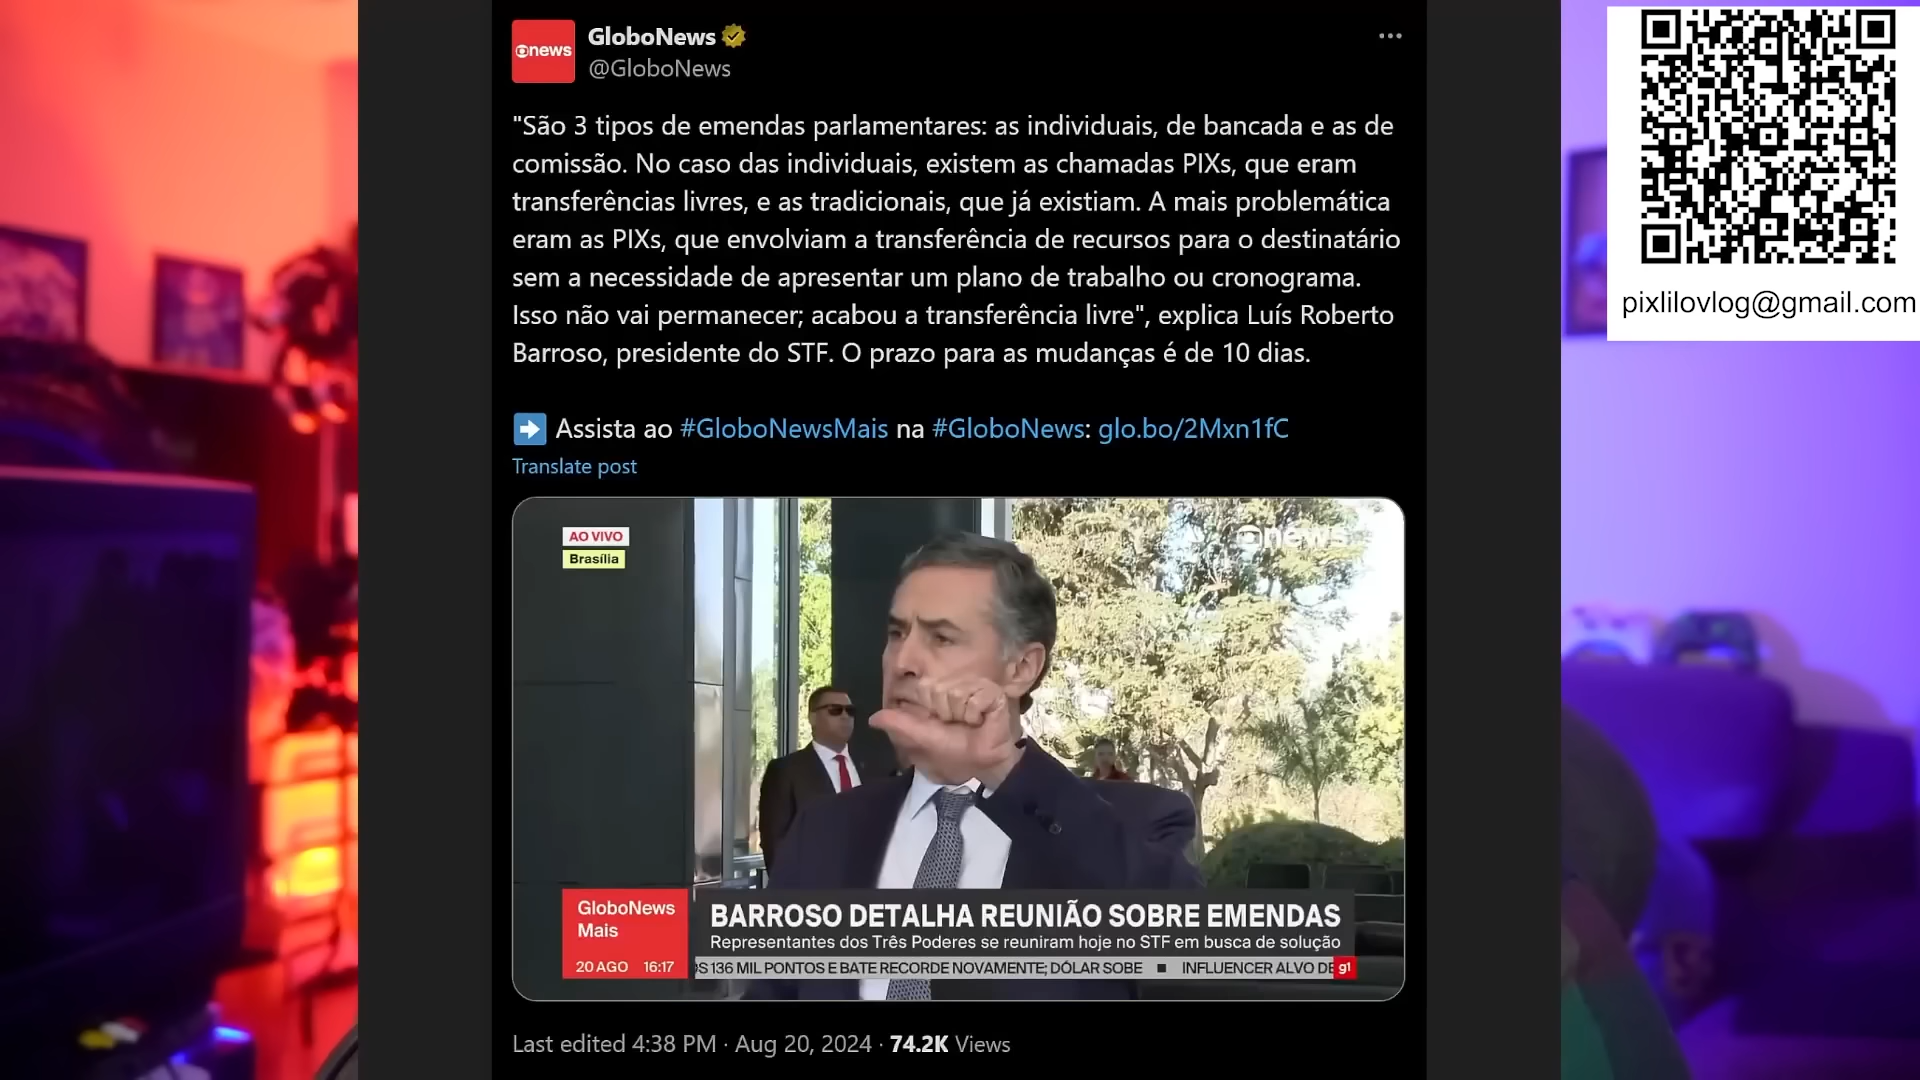 news
GloboNews
@GloboNews
"São 3 tipos de emendas parlamentares: as individuais, de bancada e as de
comissão. No caso das individuais, existem as chamadas PIXs, que eram
transferências livres, e as tradicionais, que já existiam. A mais problemática
eram as PIXs, que envolviam a transferência de recursos para o destinatário
sem a necessidade de apresentar um plano de trabalho ou cronograma.
Isso não vai permanecer; acabou a transferência livre", explica Luís Roberto
Barroso, presidente do STF. O prazo para as mudanças é de 10 dias.
Assista ao #GloboNewsMais na #GloboNews: glo.bo/2Mxn1fC
Translate post
AO VIVO
Brasília
news
GloboNews
Mais
20 AGO 16:17
BARROSO DETALHA REUNIÃO SOBRE EMENDAS
Representantes dos Três Poderes se reuniram hoje no STF em busca de solução
OS 136 MIL PONTOS E BATE RECORDE NOVAMENTE; DÓLAR SOBE ■ INFLUENCER ALVO DE g1
Last edited 4:38 PM · Aug 20, 2024 · 74.2K Views
pixlilovlog@gmail.com